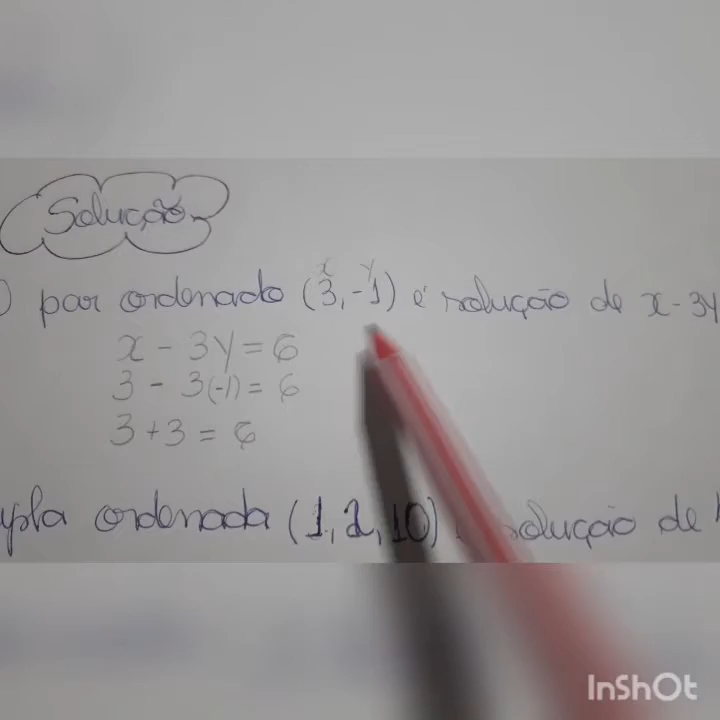 Solução
x y
par ordenado (3, -1) é solução de x - 3y
x - 3y = 6
3 - 3(-1) = 6
3 + 3 = 6
ordenada (1, 2, 10) solução de
InShOt